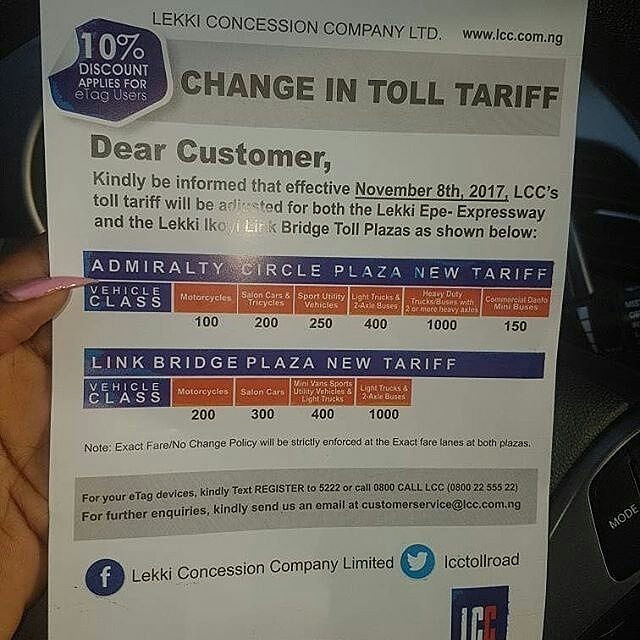 LEKKI CONCESSION COMPANY LTD. www.lcc.com.ng
10%
DISCOUNT
APPLIES FOR
eTag Users
CHANGE IN TOLL TARIFF
Dear Customer,
Kindly be informed that effective November 8th, 2017, LCC's
toll tariff will be adjusted for both the Lekki Epe- Expressway
and the Lekki Ikoyi Link Bridge Toll Plazas as shown below:
ADMIRALTY CIRCLE PLAZA NEW TARIFF
VEHICLE CLASS
Motorcycles
Salon Cars & Tricycles
Sport Utility Vehicles
Light Trucks & 2-Axle Buses
Heavy Duty Trucks/Buses with 2 or more heavy axles
Commercial Danfo Mini Buses
100 200 250 400 1000 150
LINK BRIDGE PLAZA NEW TARIFF
VEHICLE CLASS
Motorcycles
Salon Cars
Mini Vans Sports Utility Vehicles & Light Trucks
Light Trucks & 2-Axle Buses
200 300 400 1000
Note: Exact Fare/No Change Policy will be strictly enforced at the Exact fare lanes at both plazas.
For your eTag devices, kindly Text REGISTER to 5222 or call 0800 CALL LCC (0800 22 555 22)
For further enquiries, kindly send us an email at customerservice@lcc.com.ng
f Lekki Concession Company Limited lcctollroad
LCC
MODE